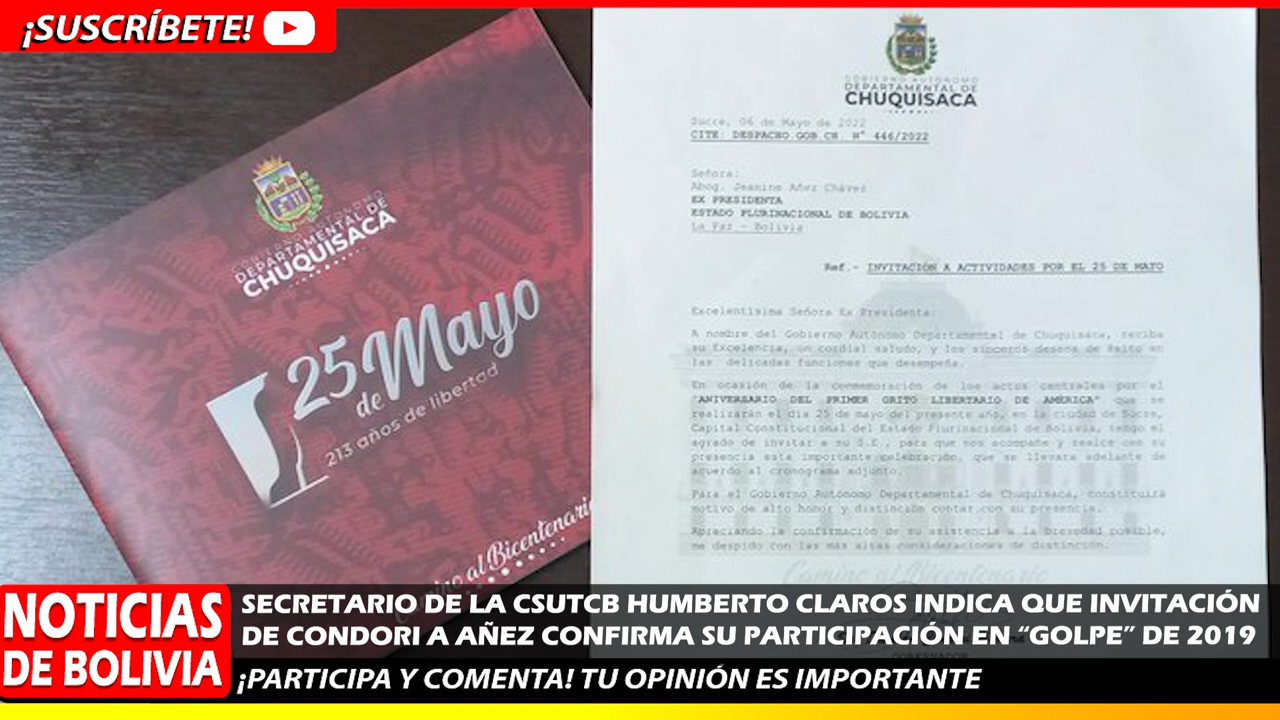 ¡SUSCRÍBETE!
GOBIERNO AUTÓNOMO
DEPARTAMENTAL DE
CHUQUISACA
25 de Mayo
213 años de libertad
Camino al Bicentenario
GOBIERNO AUTÓNOMO
DEPARTAMENTAL DE
CHUQUISACA
Sucre, 06 de Mayo de 2022
CITE: DESPACHO.GOB.CH. N° 446/2022
Señora:
Abog. Jeanine Áñez Chávez
EX PRESIDENTA
ESTADO PLURINACIONAL DE BOLIVIA
La Paz - Bolivia
Ref.- INVITACIÓN A ACTIVIDADES POR EL 25 DE MAYO
Excelentísima Señora Ex Presidenta:
A nombre del Gobierno Autónomo Departamental de Chuquisaca, reciba
su Excelencia, un cordial saludo, y los sinceros deseos de éxito en
las delicadas funciones que desempeña.
En ocasión de la conmemoración de los actos centrales por el
"ANIVERSARIO DEL PRIMER GRITO LIBERTARIO DE AMÉRICA" que se
realizarán el día 25 de mayo del presente año, en la ciudad de Sucre,
Capital Constitucional del Estado Plurinacional de Bolivia, tengo el
agrado de invitar a su S.E., para que nos acompañe y realce con su
presencia esta importante celebración, que se llevara adelante de
acuerdo al cronograma adjunto.
Para el Gobierno Autónomo Departamental de Chuquisaca, constituirá
motivo de alto honor y distinción contar con su presencia.
Apreciando la confirmación de su asistencia a la brevedad posible,
me despido con las más altas consideraciones de distinción.
Camino al Bicentenario
GOBERNADOR
NOTICIAS
DE BOLIVIA
SECRETARIO DE LA CSUTCB HUMBERTO CLAROS INDICA QUE INVITACIÓN
DE CONDORI A AÑEZ CONFIRMA SU PARTICIPACIÓN EN “GOLPE” DE 2019
¡PARTICIPA Y COMENTA! TU OPINIÓN ES IMPORTANTE